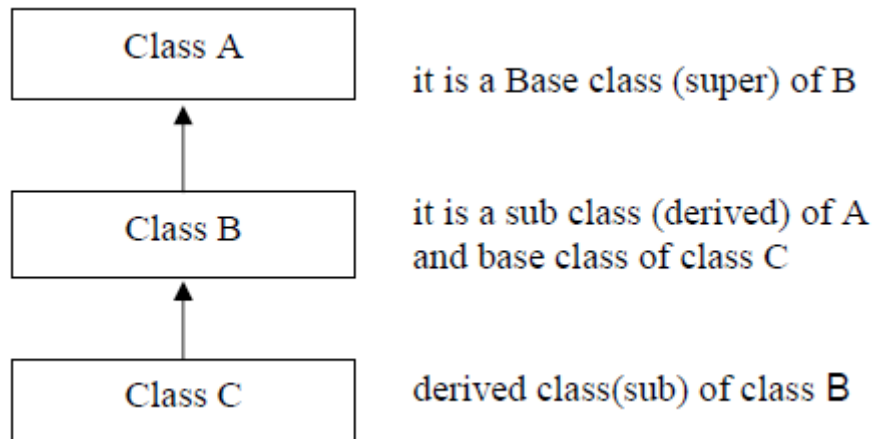 Class A
it is a Base class (super) of B
Class B
it is a sub class (derived) of A
and base class of class C
Class C
derived class(sub) of class B